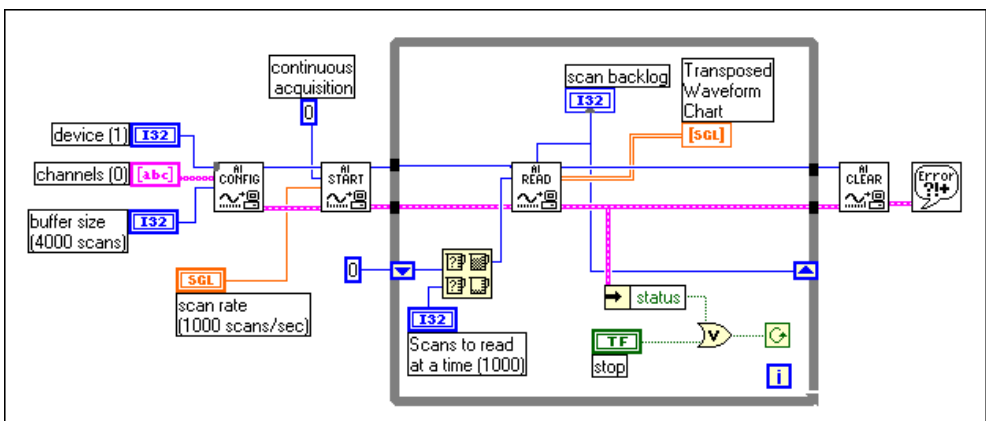 continuous
acquisition
0
scan backlog
I32
Transposed
Waveform
Chart
[SGL]
device (1)
I32
channels (0)
[abc]
buffer size
(4000 scans)
I32
AI
CONFIG
AI
START
AI
READ
AI
CLEAR
Error
?!+
SGL
scan rate
(1000 scans/sec)
0
I32
Scans to read
at a time (1000)
status
TF
stop
V
i